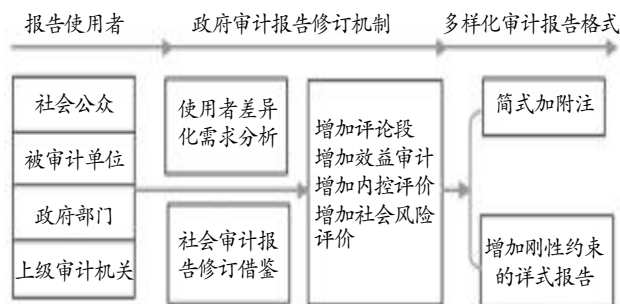 报告使用者 政府审计报告修订机制 多样化审计报告格式
社会公众
被审计单位
政府部门
上级审计机关
使用者差异
化需求分析
社会审计报
告修订借鉴
增加评论段
增加效益审计
增加内控评价
增加社会风险
评价
简式加附注
增加刚性约束
的详式报告